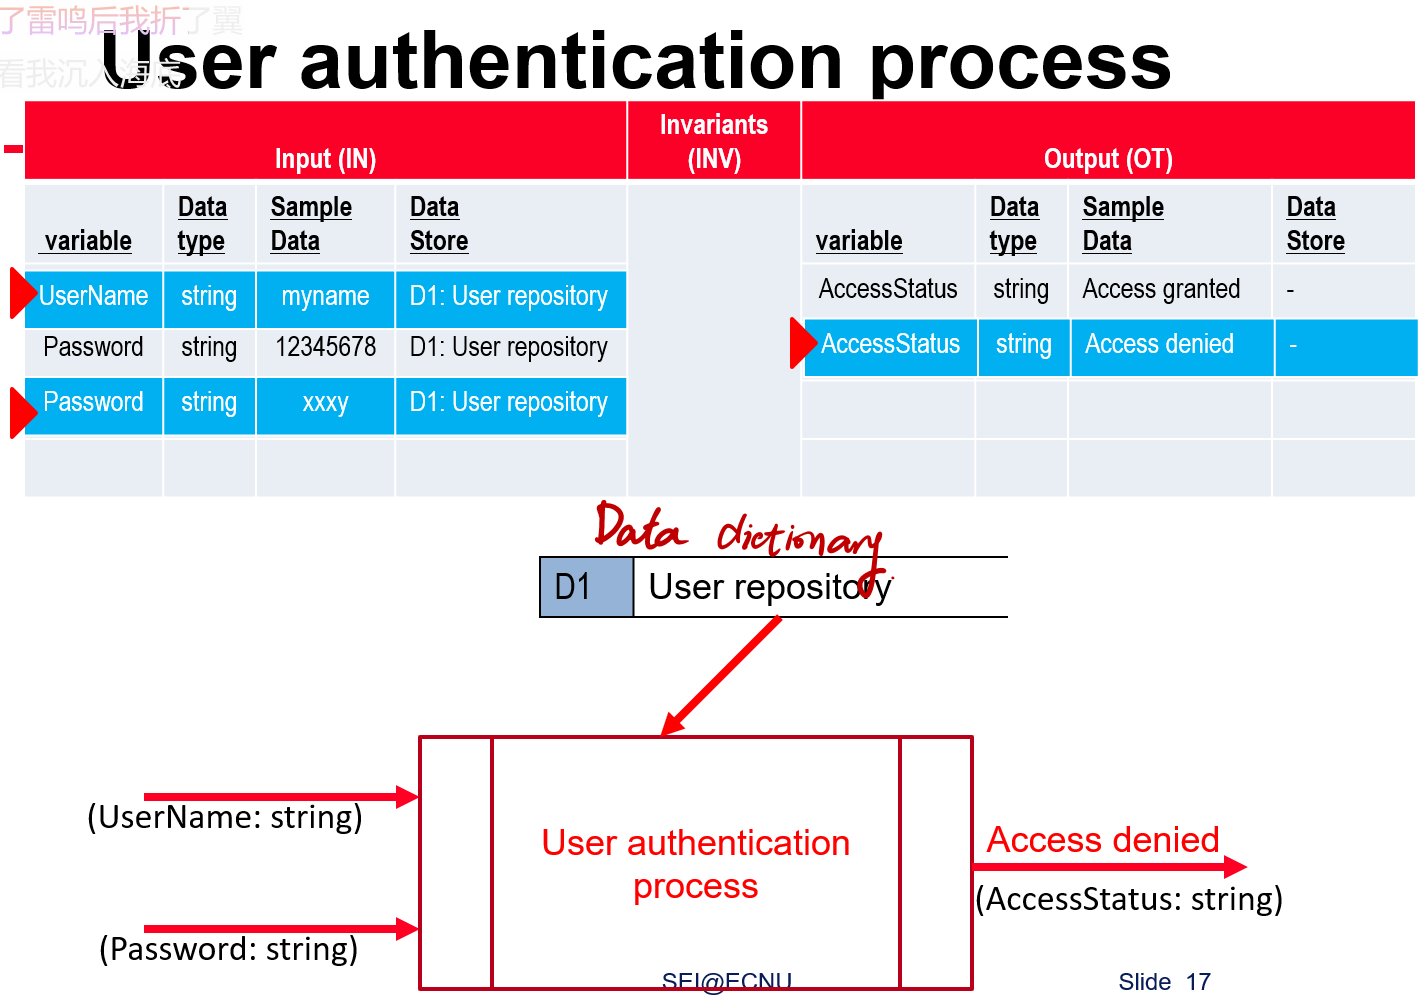 了雷鸣后我折了翼
看我沉入海底
User authentication process
Input (IN)
Invariants
(INV)
Output (OT)
variable Data type Sample Data Data Store variable Data type Sample Data Data Store
UserName string myname D1: User repository AccessStatus string Access granted -
Password string 12345678 D1: User repository AccessStatus string Access denied -
Password string xxxy D1: User repository
Data dictionary
D1 User repository
(UserName: string)
User authentication
process
Access denied
(AccessStatus: string)
(Password: string)
SEI@ECNU
Slide 17